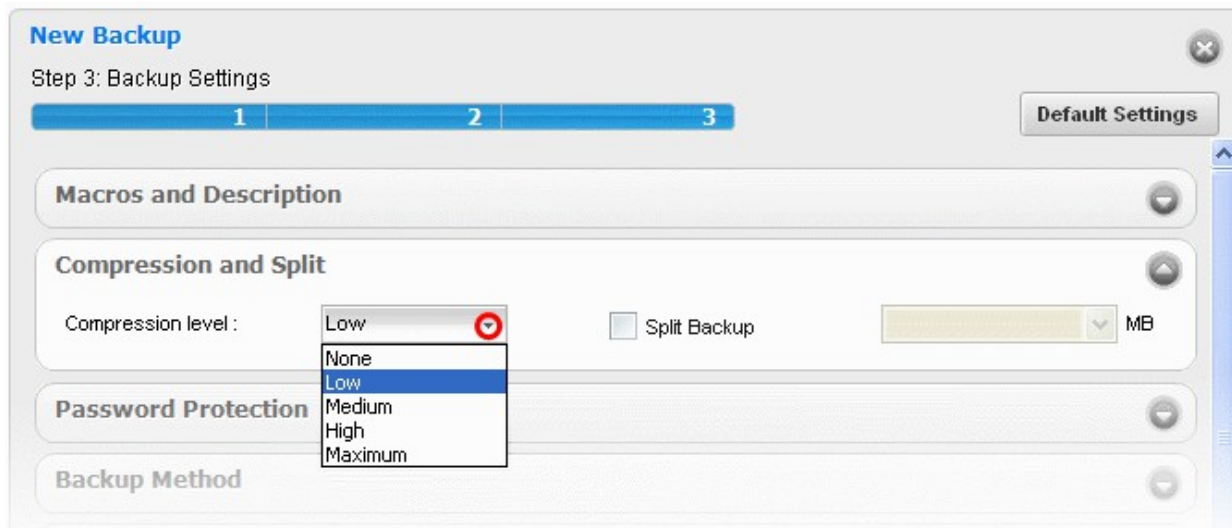 New Backup
Step 3: Backup Settings
1 2 3
Default Settings
Macros and Description
Compression and Split
Compression level : Low Split Backup MB
None
Low
Medium
High
Maximum
Password Protection
Backup Method